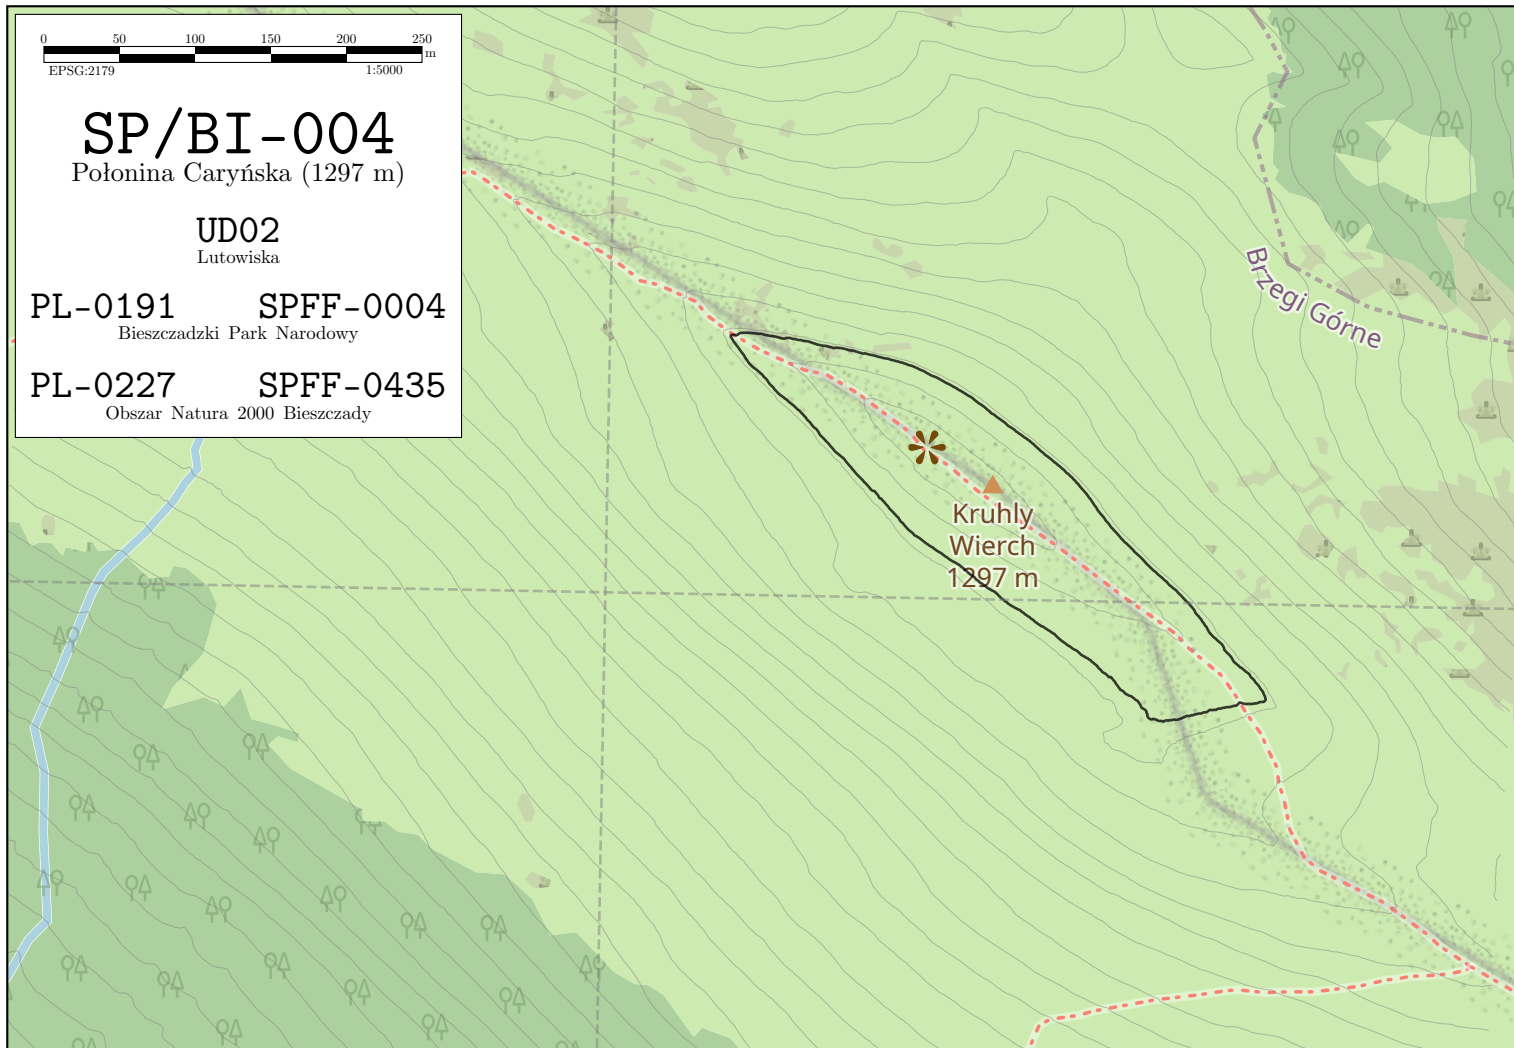 0 50 100 150 200 250
m
EPSG:2179 1:5000
SP/BI-004
Połonina Caryńska (1297 m)
UD02
Lutowiska
PL-0191 SPFF-0004
Bieszczadzki Park Narodowy
PL-0227 SPFF-0435
Obszar Natura 2000 Bieszczady
Brzegi Górne
Kruhly
Wierch
1297 m